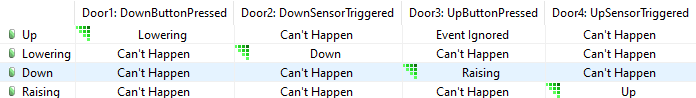 Door1: DownButtonPressed Door2: DownSensorTriggered Door3: UpButtonPressed Door4: UpSensorTriggered
Up Lowering Can't Happen Event Ignored Can't Happen
Lowering Can't Happen Down Can't Happen Can't Happen
Down Can't Happen Can't Happen Raising Can't Happen
Raising Can't Happen Can't Happen Can't Happen Up